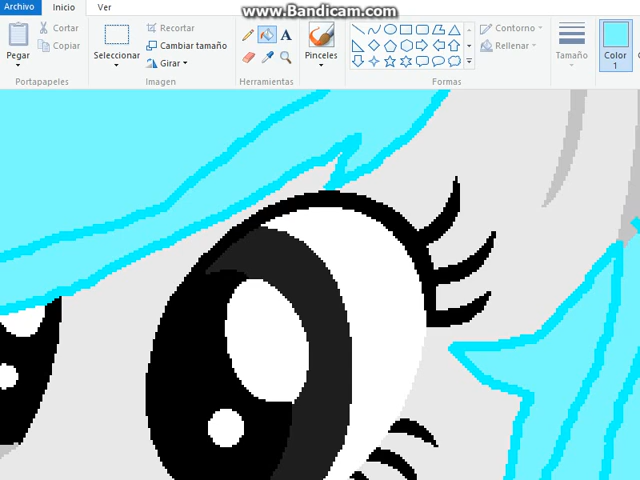 www.Bandicam.com
Archivo Inicio Ver
Pegar
Cortar
Copiar
Portapapeles
Seleccionar
Recortar
Cambiar tamaño
Girar
Imagen
A
Herramientas
Pinceles
Formas
Contorno
Rellenar
Tamaño
Color
1